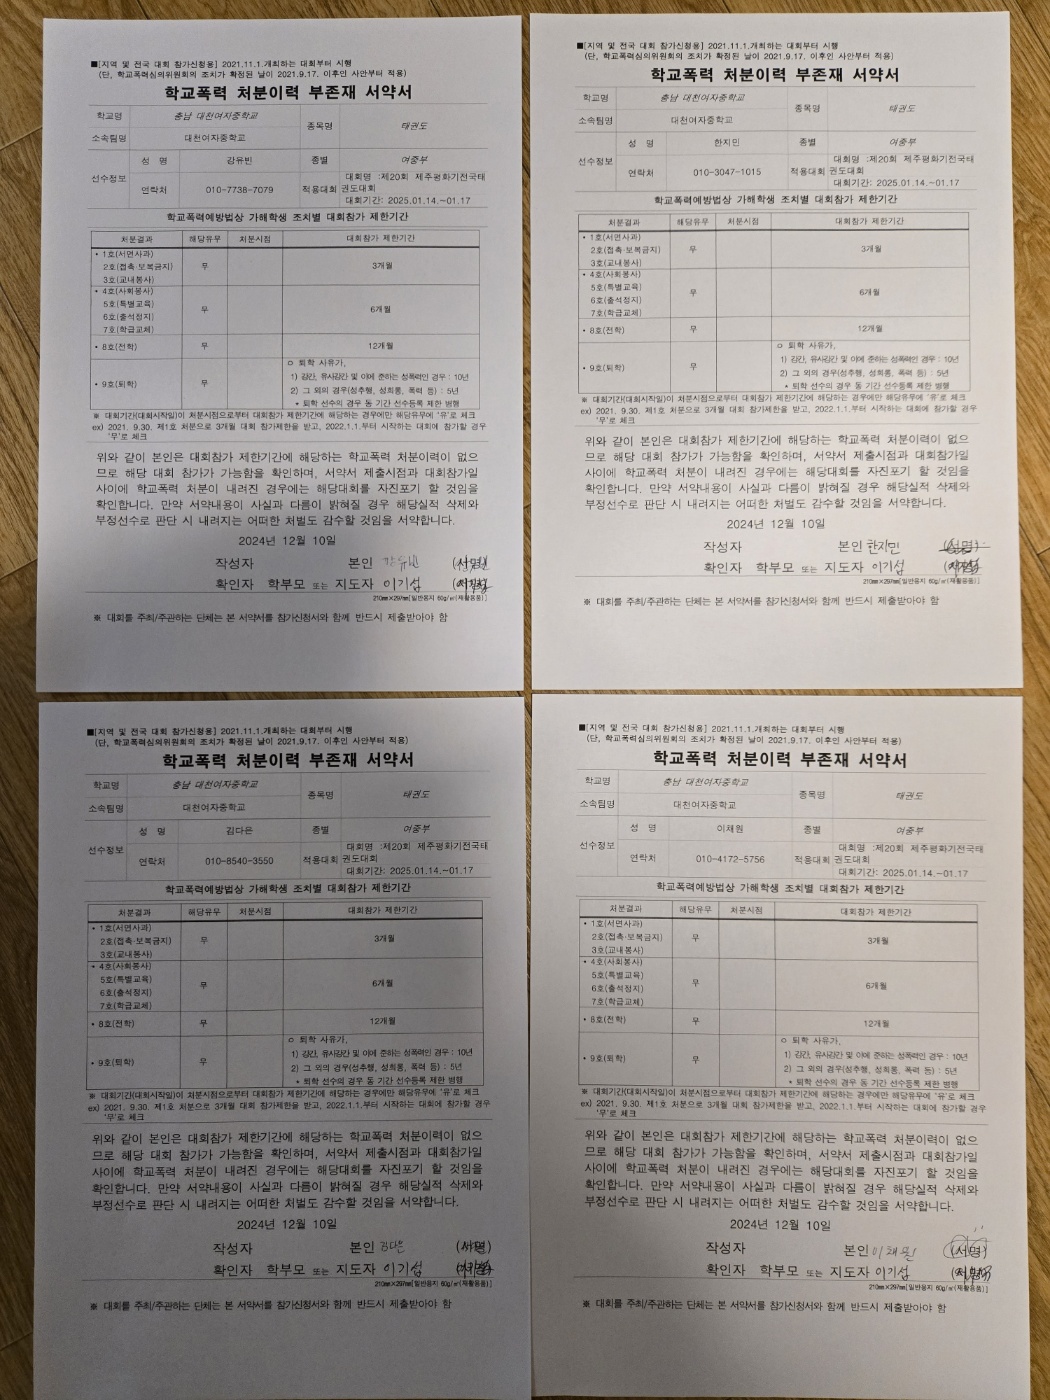 ■[지역 및 전국 대회 참가신청용] 2021.11.1.개최하는 대회부터 시행
(단, 학교폭력심의위원회의 조치가 확정된 날이 2021.9.17. 이후인 사안부터 적용)
학교폭력 처분이력 부존재 서약서
학교명 충남 대천여자중학교 종목명 태권도
소속팀명 대천여자중학교
선수정보 성 명 강유빈 종별 여중부
연락처 010-7738-7079 적용대회 대회명 :제20회 제주평화기전국태권도대회
대회기간: 2025.01.14.~01.17
학교폭력예방법상 가해학생 조치별 대회참가 제한기간
처분결과 해당유무 처분시점 대회참가 제한기간
• 1호(서면사과)
2호(접촉·보복금지) 무 3개월
3호(교내봉사)
• 4호(사회봉사)
5호(특별교육)
6호(출석정지) 무 6개월
7호(학급교체)
• 8호(전학) 무 12개월
• 9호(퇴학) 무 ㅇ 퇴학 사유가,
1) 강간, 유사강간 및 이에 준하는 성폭력인 경우 : 10년
2) 그 외의 경우(성추행, 성희롱, 폭력 등) : 5년
* 퇴학 선수의 경우 동 기간 선수등록 제한 병행
※ 대회기간(대회시작일)이 처분시점으로부터 대회참가 제한기간에 해당하는 경우에만 해당유무에 '유'로 체크
ex) 2021. 9.30. 제1호 처분으로 3개월 대회 참가제한을 받고, 2022.1.1.부터 시작하는 대회에 참가할 경우
'무'로 체크
위와 같이 본인은 대회참가 제한기간에 해당하는 학교폭력 처분이력이 없으
므로 해당 대회 참가가 가능함을 확인하며, 서약서 제출시점과 대회참가일
사이에 학교폭력 처분이 내려진 경우에는 해당대회를 자진포기 할 것임을
확인합니다. 만약 서약내용이 사실과 다름이 밝혀질 경우 해당실적 삭제와
부정선수로 판단 시 내려지는 어떠한 처벌도 감수할 것임을 서약합니다.
2024년 12월 10일
작성자 본인 강유빈 (서명)
확인자 학부모 또는 지도자 이기섭 (서명)
210㎜×297㎜[일반용지 60g/㎡(재활용품)]
※ 대회를 주최/주관하는 단체는 본 서약서를 참가신청서와 함께 반드시 제출받아야 함
■[지역 및 전국 대회 참가신청용] 2021.11.1.개최하는 대회부터 시행
(단, 학교폭력심의위원회의 조치가 확정된 날이 2021.9.17. 이후인 사안부터 적용)
학교폭력 처분이력 부존재 서약서
학교명 충남 대천여자중학교 종목명 태권도
소속팀명 대천여자중학교
선수정보 성 명 한지민 종별 여중부
연락처 010-3047-1015 적용대회 대회명 :제20회 제주평화기전국태권도대회
대회기간: 2025.01.14.~01.17
학교폭력예방법상 가해학생 조치별 대회참가 제한기간
처분결과 해당유무 처분시점 대회참가 제한기간
• 1호(서면사과)
2호(접촉·보복금지) 무 3개월
3호(교내봉사)
• 4호(사회봉사)
5호(특별교육)
6호(출석정지) 무 6개월
7호(학급교체)
• 8호(전학) 무 12개월
• 9호(퇴학) 무 ㅇ 퇴학 사유가,
1) 강간, 유사강간 및 이에 준하는 성폭력인 경우 : 10년
2) 그 외의 경우(성추행, 성희롱, 폭력 등) : 5년
* 퇴학 선수의 경우 동 기간 선수등록 제한 병행
※ 대회기간(대회시작일)이 처분시점으로부터 대회참가 제한기간에 해당하는 경우에만 해당유무에 '유'로 체크
ex) 2021. 9.30. 제1호 처분으로 3개월 대회 참가제한을 받고, 2022.1.1.부터 시작하는 대회에 참가할 경우
'무'로 체크
위와 같이 본인은 대회참가 제한기간에 해당하는 학교폭력 처분이력이 없으
므로 해당 대회 참가가 가능함을 확인하며, 서약서 제출시점과 대회참가일
사이에 학교폭력 처분이 내려진 경우에는 해당대회를 자진포기 할 것임을
확인합니다. 만약 서약내용이 사실과 다름이 밝혀질 경우 해당실적 삭제와
부정선수로 판단 시 내려지는 어떠한 처벌도 감수할 것임을 서약합니다.
2024년 12월 10일
작성자 본인 한지민 (서명)
확인자 학부모 또는 지도자 이기섭 (서명)
210㎜×297㎜[일반용지 60g/㎡(재활용품)]
※ 대회를 주최/주관하는 단체는 본 서약서를 참가신청서와 함께 반드시 제출받아야 함
■[지역 및 전국 대회 참가신청용] 2021.11.1.개최하는 대회부터 시행
(단, 학교폭력심의위원회의 조치가 확정된 날이 2021.9.17. 이후인 사안부터 적용)
학교폭력 처분이력 부존재 서약서
학교명 충남 대천여자중학교 종목명 태권도
소속팀명 대천여자중학교
선수정보 성 명 김다은 종별 여중부
연락처 010-8540-3550 적용대회 대회명 :제20회 제주평화기전국태권도대회
대회기간: 2025.01.14.~01.17
학교폭력예방법상 가해학생 조치별 대회참가 제한기간
처분결과 해당유무 처분시점 대회참가 제한기간
• 1호(서면사과)
2호(접촉·보복금지) 무 3개월
3호(교내봉사)
• 4호(사회봉사)
5호(특별교육)
6호(출석정지) 무 6개월
7호(학급교체)
• 8호(전학) 무 12개월
• 9호(퇴학) 무 ㅇ 퇴학 사유가,
1) 강간, 유사강간 및 이에 준하는 성폭력인 경우 : 10년
2) 그 외의 경우(성추행, 성희롱, 폭력 등) : 5년
* 퇴학 선수의 경우 동 기간 선수등록 제한 병행
※ 대회기간(대회시작일)이 처분시점으로부터 대회참가 제한기간에 해당하는 경우에만 해당유무에 '유'로 체크
ex) 2021. 9.30. 제1호 처분으로 3개월 대회 참가제한을 받고, 2022.1.1.부터 시작하는 대회에 참가할 경우
'무'로 체크
위와 같이 본인은 대회참가 제한기간에 해당하는 학교폭력 처분이력이 없으
므로 해당 대회 참가가 가능함을 확인하며, 서약서 제출시점과 대회참가일
사이에 학교폭력 처분이 내려진 경우에는 해당대회를 자진포기 할 것임을
확인합니다. 만약 서약내용이 사실과 다름이 밝혀질 경우 해당실적 삭제와
부정선수로 판단 시 내려지는 어떠한 처벌도 감수할 것임을 서약합니다.
2024년 12월 10일
작성자 본인 김다은 (서명)
확인자 학부모 또는 지도자 이기섭 (서명)
210㎜×297㎜[일반용지 60g/㎡(재활용품)]
※ 대회를 주최/주관하는 단체는 본 서약서를 참가신청서와 함께 반드시 제출받아야 함
■[지역 및 전국 대회 참가신청용] 2021.11.1.개최하는 대회부터 시행
(단, 학교폭력심의위원회의 조치가 확정된 날이 2021.9.17. 이후인 사안부터 적용)
학교폭력 처분이력 부존재 서약서
학교명 충남 대천여자중학교 종목명 태권도
소속팀명 대천여자중학교
선수정보 성 명 이채원 종별 여중부
연락처 010-4172-5756 적용대회 대회명 :제20회 제주평화기전국태권도대회
대회기간: 2025.01.14.~01.17
학교폭력예방법상 가해학생 조치별 대회참가 제한기간
처분결과 해당유무 처분시점 대회참가 제한기간
• 1호(서면사과)
2호(접촉·보복금지) 무 3개월
3호(교내봉사)
• 4호(사회봉사)
5호(특별교육)
6호(출석정지) 무 6개월
7호(학급교체)
• 8호(전학) 무 12개월
• 9호(퇴학) 무 ㅇ 퇴학 사유가,
1) 강간, 유사강간 및 이에 준하는 성폭력인 경우 : 10년
2) 그 외의 경우(성추행, 성희롱, 폭력 등) : 5년
* 퇴학 선수의 경우 동 기간 선수등록 제한 병행
※ 대회기간(대회시작일)이 처분시점으로부터 대회참가 제한기간에 해당하는 경우에만 해당유무에 '유'로 체크
ex) 2021. 9.30. 제1호 처분으로 3개월 대회 참가제한을 받고, 2022.1.1.부터 시작하는 대회에 참가할 경우
'무'로 체크
위와 같이 본인은 대회참가 제한기간에 해당하는 학교폭력 처분이력이 없으
므로 해당 대회 참가가 가능함을 확인하며, 서약서 제출시점과 대회참가일
사이에 학교폭력 처분이 내려진 경우에는 해당대회를 자진포기 할 것임을
확인합니다. 만약 서약내용이 사실과 다름이 밝혀질 경우 해당실적 삭제와
부정선수로 판단 시 내려지는 어떠한 처벌도 감수할 것임을 서약합니다.
2024년 12월 10일
작성자 본인 이채원 (서명)
확인자 학부모 또는 지도자 이기섭 (서명)
210㎜×297㎜[일반용지 60g/㎡(재활용품)]
※ 대회를 주최/주관하는 단체는 본 서약서를 참가신청서와 함께 반드시 제출받아야 함